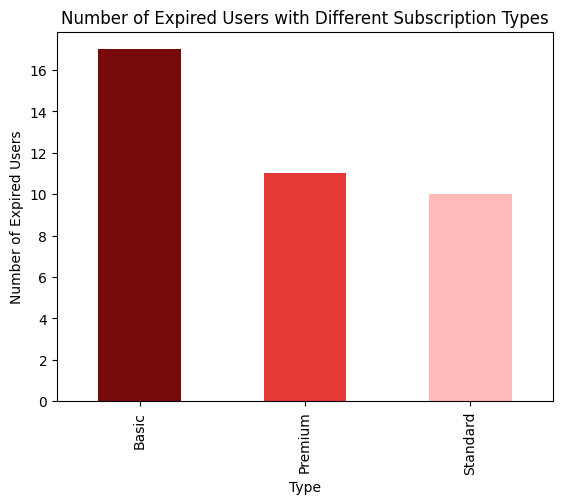 Number of Expired Users with Different Subscription Types
Number of Expired Users
16
14
12
10
8
6
4
2
0
Basic
Premium
Standard
Type